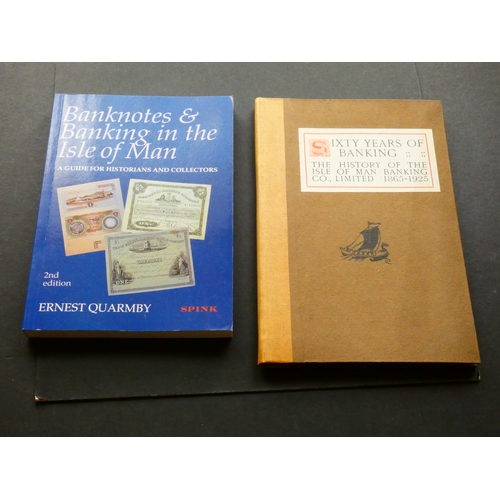 Banknotes &
Banking in the
Isle of Man
A GUIDE FOR HISTORIANS AND COLLECTORS
2nd
edition
ERNEST QUARMBY
SPINK
SIXTY YEARS OF
BANKING
THE HISTORY OF THE
ISLE OF MAN BANKING
CO., LIMITED 1865-1925